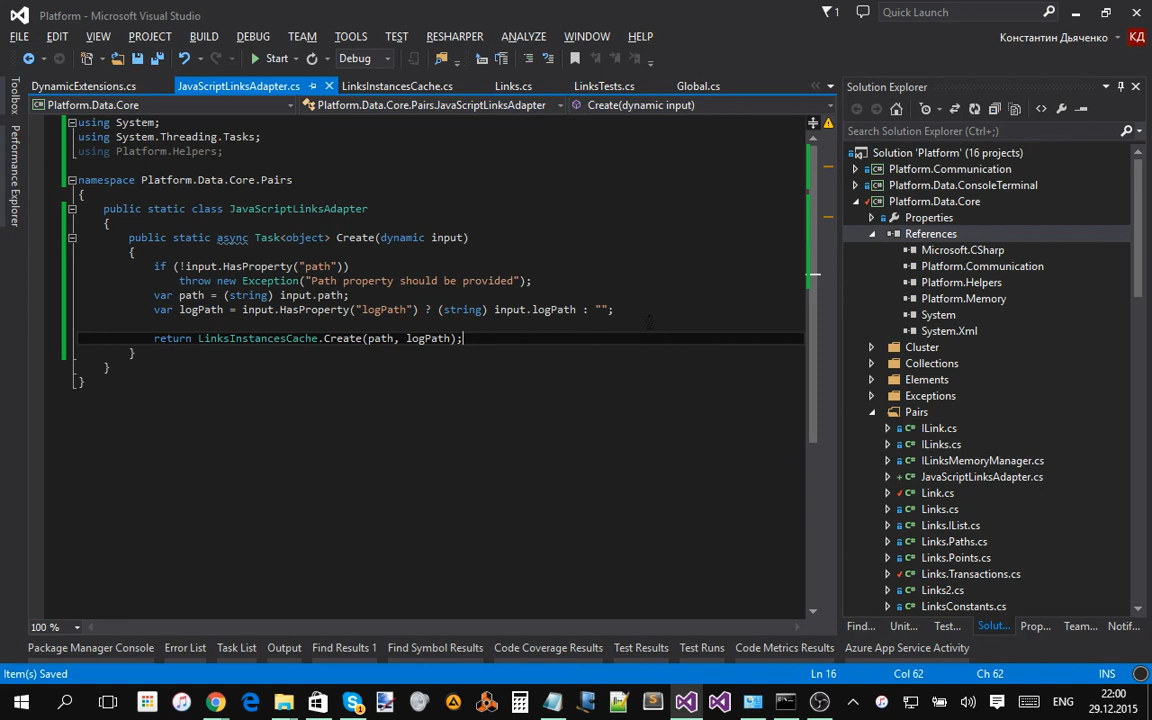 Platform - Microsoft Visual Studio
1
Quick Launch
FILE EDIT VIEW PROJECT BUILD DEBUG TEAM TOOLS TEST RESHARPER ANALYZE WINDOW HELP
Константин Дьяченко КД
Start Debug
DynamicExtensions.cs JavaScriptLinksAdapter.cs LinksInstancesCache.cs Links.cs LinksTests.cs Global.cs
Platform.Data.Core Platform.Data.Core.Pairs.JavaScriptLinksAdapter Create(dynamic input)
Toolbox
Performance Explorer
using System;
using System.Threading.Tasks;
using Platform.Helpers;
namespace Platform.Data.Core.Pairs
{
public static class JavaScriptLinksAdapter
{
public static async Task<object> Create(dynamic input)
{
if (!input.HasProperty("path"))
throw new Exception("Path property should be provided");
var path = (string) input.path;
var logPath = input.HasProperty("logPath") ? (string) input.logPath : "";
return LinksInstancesCache.Create(path, logPath);
}
}
}
100 %
Solution Explorer
Search Solution Explorer (Ctrl+;)
Solution 'Platform' (16 projects)
Platform.Communication
Platform.Data.ConsoleTerminal
Platform.Data.Core
Properties
References
Microsoft.CSharp
Platform.Communication
Platform.Helpers
Platform.Memory
System
System.Xml
Cluster
Collections
Elements
Exceptions
Pairs
ILink.cs
ILinks.cs
ILinksMemoryManager.cs
JavaScriptLinksAdapter.cs
Link.cs
Links.cs
Links.IList.cs
Links.Paths.cs
Links.Points.cs
Links.Transactions.cs
Links2.cs
LinksConstants.cs
Find... Unit... Test... Solut... Prop... Team... Notif...
Package Manager Console Error List Task List Output Find Results 1 Find Symbol Results Code Coverage Results Test Results Test Runs Code Metrics Results Azure App Service Activity
Item(s) Saved Ln 16 Col 62 Ch 62 INS
ENG
22:00
29.12.2015